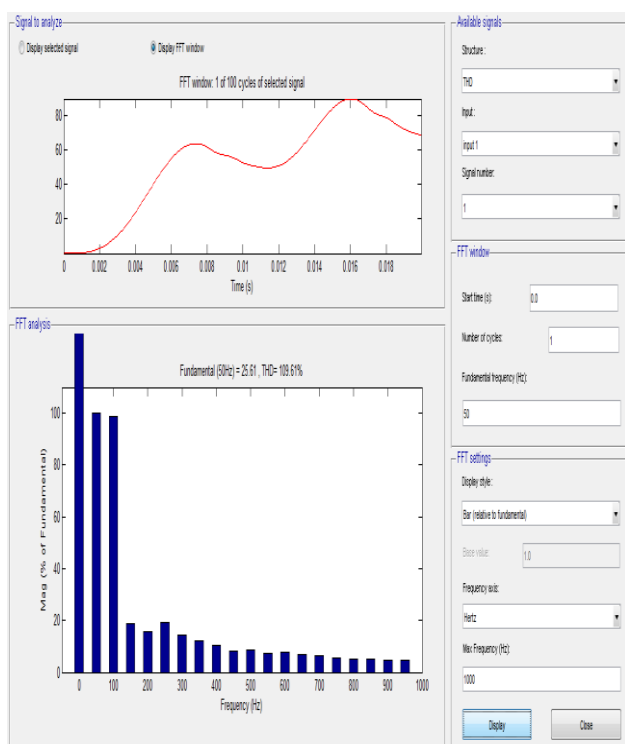 Signal to analyze
Display selected signal
Display FFT window
FFT window: 1 of 100 cycles of selected signal
80
60
40
20
0 0.002 0.004 0.006 0.008 0.01 0.012 0.014 0.016 0.018
Time (s)
FFT analysis
Fundamental (50Hz) = 25.61 , THD= 109.61%
Mag (% of Fundamental)
100
80
60
40
20
0
0 100 200 300 400 500 600 700 800 900 1000
Frequency (Hz)
Available signals
Structure :
THD
Input :
input 1
Signal number:
1
FFT window
Start time (s): 0.0
Number of cycles: 1
Fundamental frequency (Hz):
50
FFT settings
Display style :
Bar (relative to fundamental)
Base value: 1.0
Frequency axis:
Hertz
Max Frequency (Hz):
1000
Display
Close